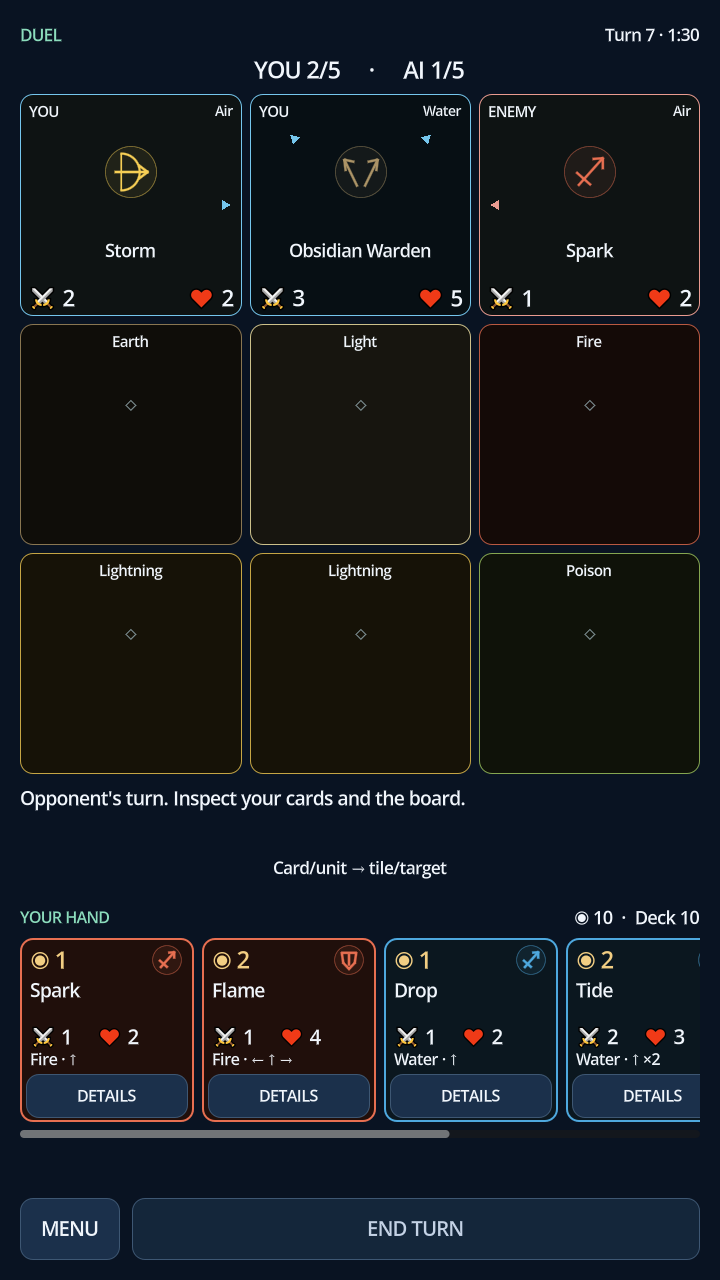 DUEL
Turn 7 · 1:30
YOU 2/5 · AI 1/5
YOU Air
Storm
2 2
YOU Water
Obsidian Warden
3 5
ENEMY Air
Spark
1 2
Earth
Light
Fire
Lightning
Lightning
Poison
Opponent's turn. Inspect your cards and the board.
Card/unit → tile/target
YOUR HAND
◉ 10 · Deck 10
◉ 1
Spark
1 2
Fire · ↑
DETAILS
◉ 2
Flame
1 4
Fire · ← ↑ →
DETAILS
◉ 1
Drop
1 2
Water · ↑
DETAILS
◉ 2
Tide
2 3
Water · ↑ ×2
DETAILS
MENU
END TURN